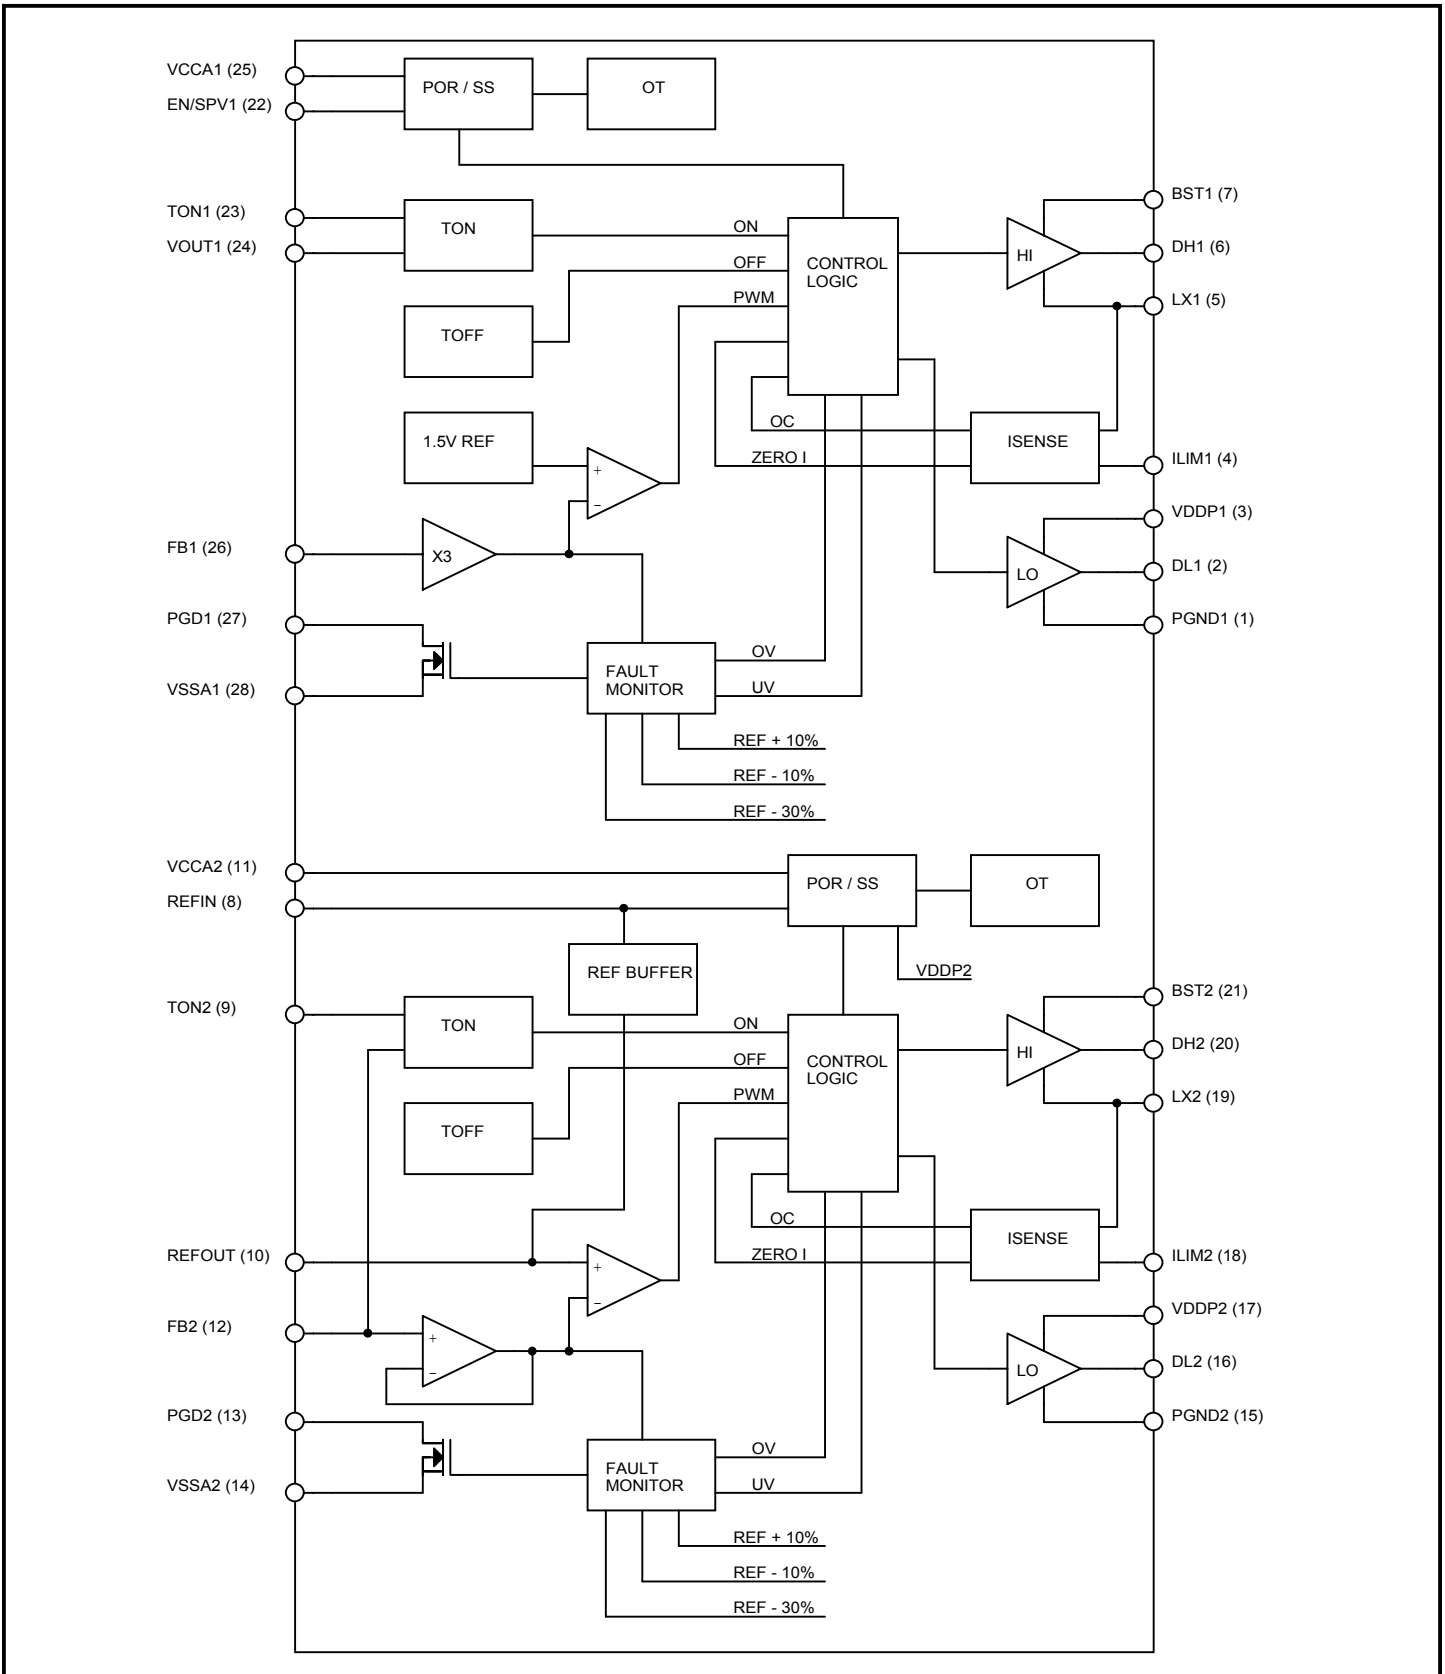 VCCA1 (25)
POR / SS
OT
EN/SPV1 (22)
BST1 (7)
TON1 (23)
TON
ON
VOUT1 (24)
HI
DH1 (6)
OFF
CONTROL
LOGIC
PWM
LX1 (5)
TOFF
OC
1.5V REF
ISENSE
+
ZERO I
ILIM1 (4)
−
VDDP1 (3)
FB1 (26)
X3
LO
DL1 (2)
PGD1 (27)
PGND1 (1)
OV
FAULT
MONITOR
VSSA1 (28)
UV
REF + 10%
REF - 10%
REF - 30%
VCCA2 (11)
POR / SS
OT
REFIN (8)
REF BUFFER
VDDP2
BST2 (21)
TON2 (9)
TON
ON
HI
DH2 (20)
OFF
CONTROL
LOGIC
PWM
LX2 (19)
TOFF
OC
ISENSE
REFOUT (10)
+
ZERO I
ILIM2 (18)
−
VDDP2 (17)
FB2 (12)
+
−
LO
DL2 (16)
PGD2 (13)
PGND2 (15)
OV
FAULT
MONITOR
VSSA2 (14)
UV
REF + 10%
REF - 10%
REF - 30%